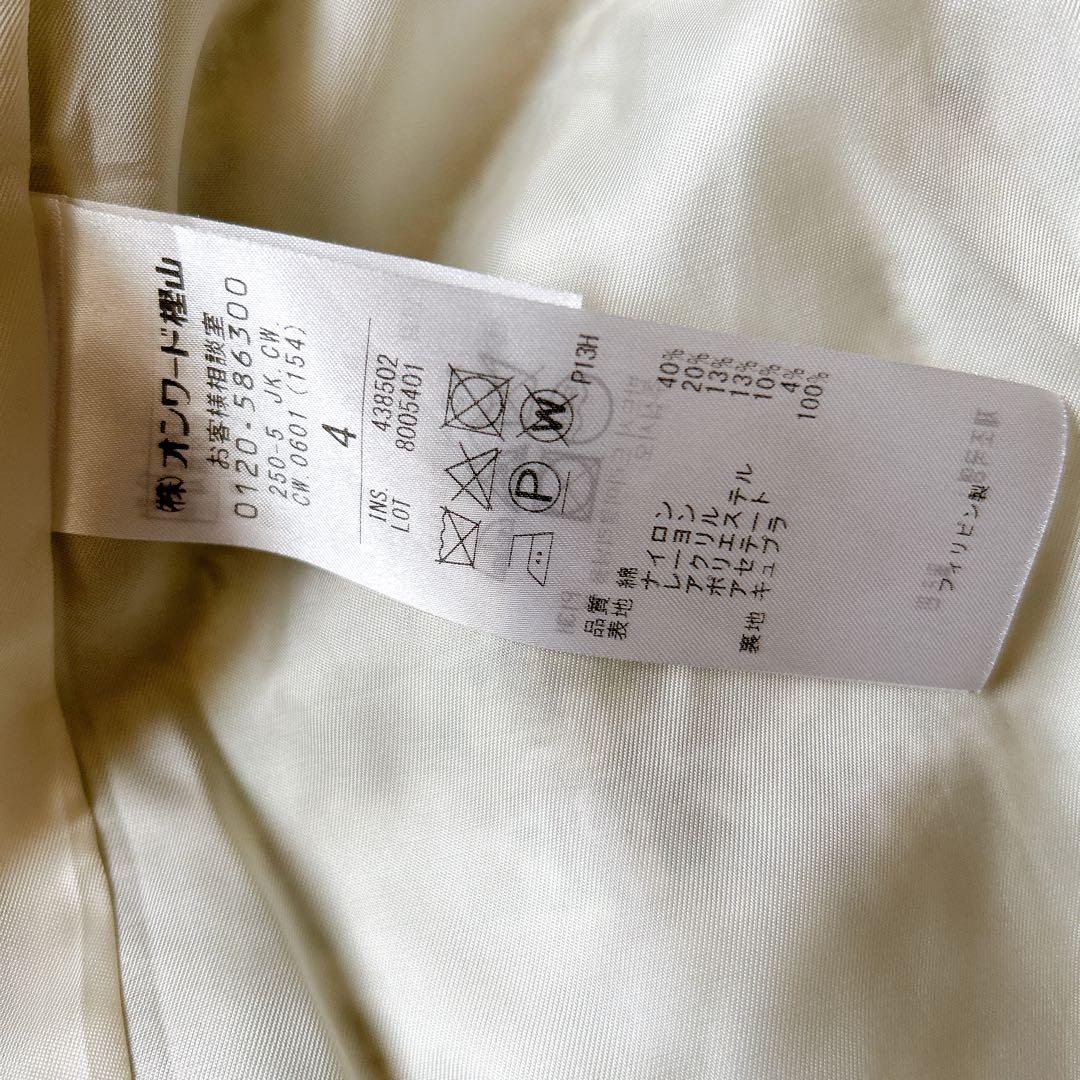 (株)オンワード樫山
お客様相談室
0120-586300
250-5 JK.CW.
CW 0601 (154)
4
INS. 438502
LOT 8005401
W
P
P13H
品質
表地 綿 40%
ナイロン 20%
レーヨン 13%
アクリル 13%
ポリエステル 10%
アセテート 4%
裏地 キュプラ 100%
フィリピン製